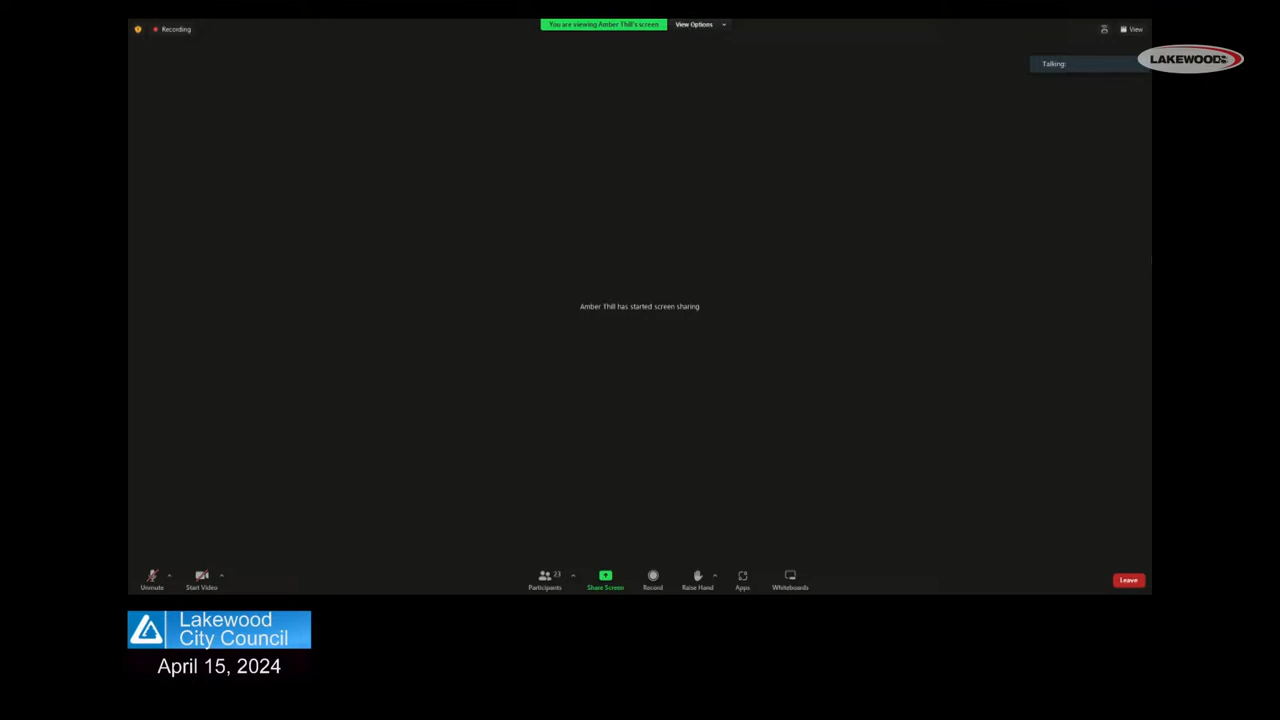 Recording
You are viewing Amber Thill's screen
View Options
View
Talking:
LAKEWOOD
Amber Thill has started screen sharing
Unmute
Start Video
23
Participants
Share Screen
Record
Raise Hand
Apps
Whiteboards
Leave
Lakewood
City Council
April 15, 2024